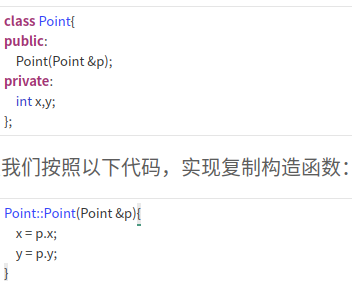 class Point{
public:
Point(Point &p);
private:
int x,y;
};
我们按照以下代码，实现复制构造函数：
Point::Point(Point &p){
x = p.x;
y = p.y;
}